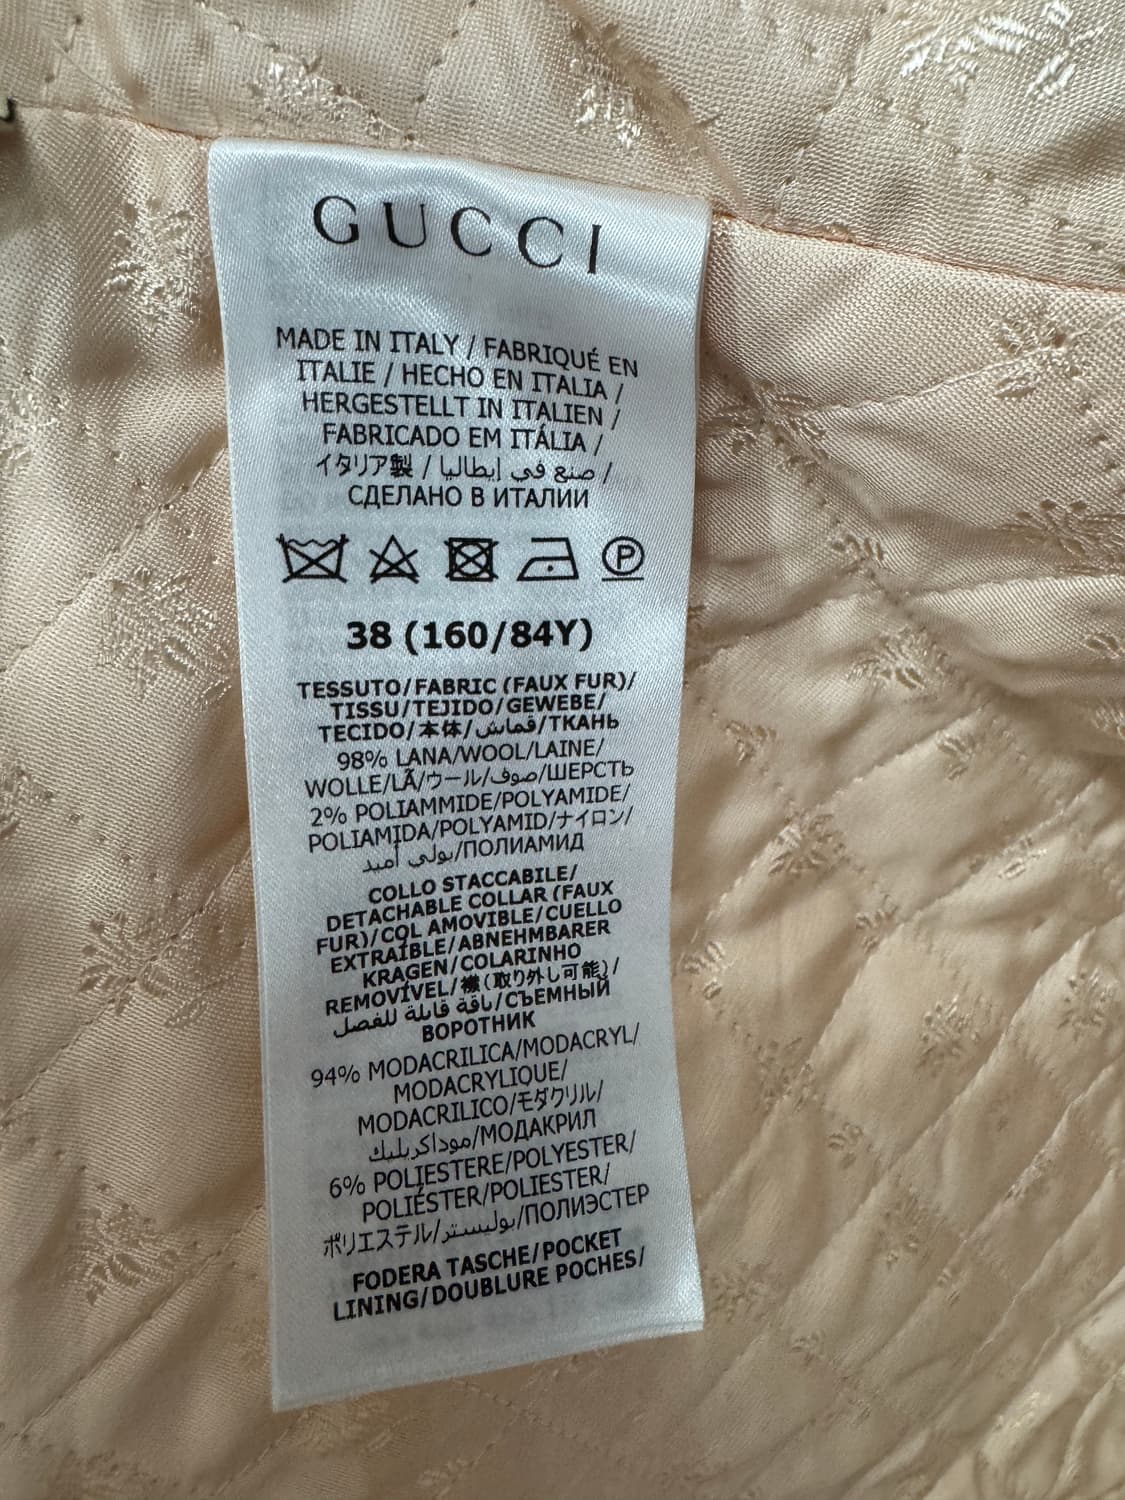 GUCCI
MADE IN ITALY / FABRIQUÉ EN
ITALIE / HECHO EN ITALIA /
HERGESTELLT IN ITALIEN /
FABRICADO EM ITÁLIA /
イタリア製 / صنع في إيطاليا /
СДЕЛАНО В ИТАЛИИ
P
38 (160/84Y)
TESSUTO/FABRIC (FAUX FUR)/
TISSU/TEJIDO/GEWEBE/
TECIDO/本体/قماش/ТКАНЬ
98% LANA/WOOL/LAINE/
WOLLE/LÃ/ウール/صوف/ШЕРСТЬ
2% POLIAMMIDE/POLYAMIDE/
POLIAMIDA/POLYAMID/ナイロン/
بولي أميد/ПОЛИАМИД
COLLO STACCABILE/
DETACHABLE COLLAR (FAUX
FUR)/COL AMOVIBLE/CUELLO
EXTRAÍBLE/ABNEHMBARER
KRAGEN/COLARINHO
REMOVÍVEL/襟(取り外し可能)/
ياقة قابلة للفصل/СЪЕМНЫЙ
ВОРОТНИК
94% MODACRILICA/MODACRYL/
MODACRYLIQUE/
MODACRILICO/モダクリル/
موداكريليك/МОДАКРИЛ
6% POLIESTERE/POLYESTER/
POLIÉSTER/POLIESTER/
ポリエステル/بوليستر/ПОЛИЭСТЕР
FODERA TASCHE/POCKET
LINING/DOUBLURE POCHES/